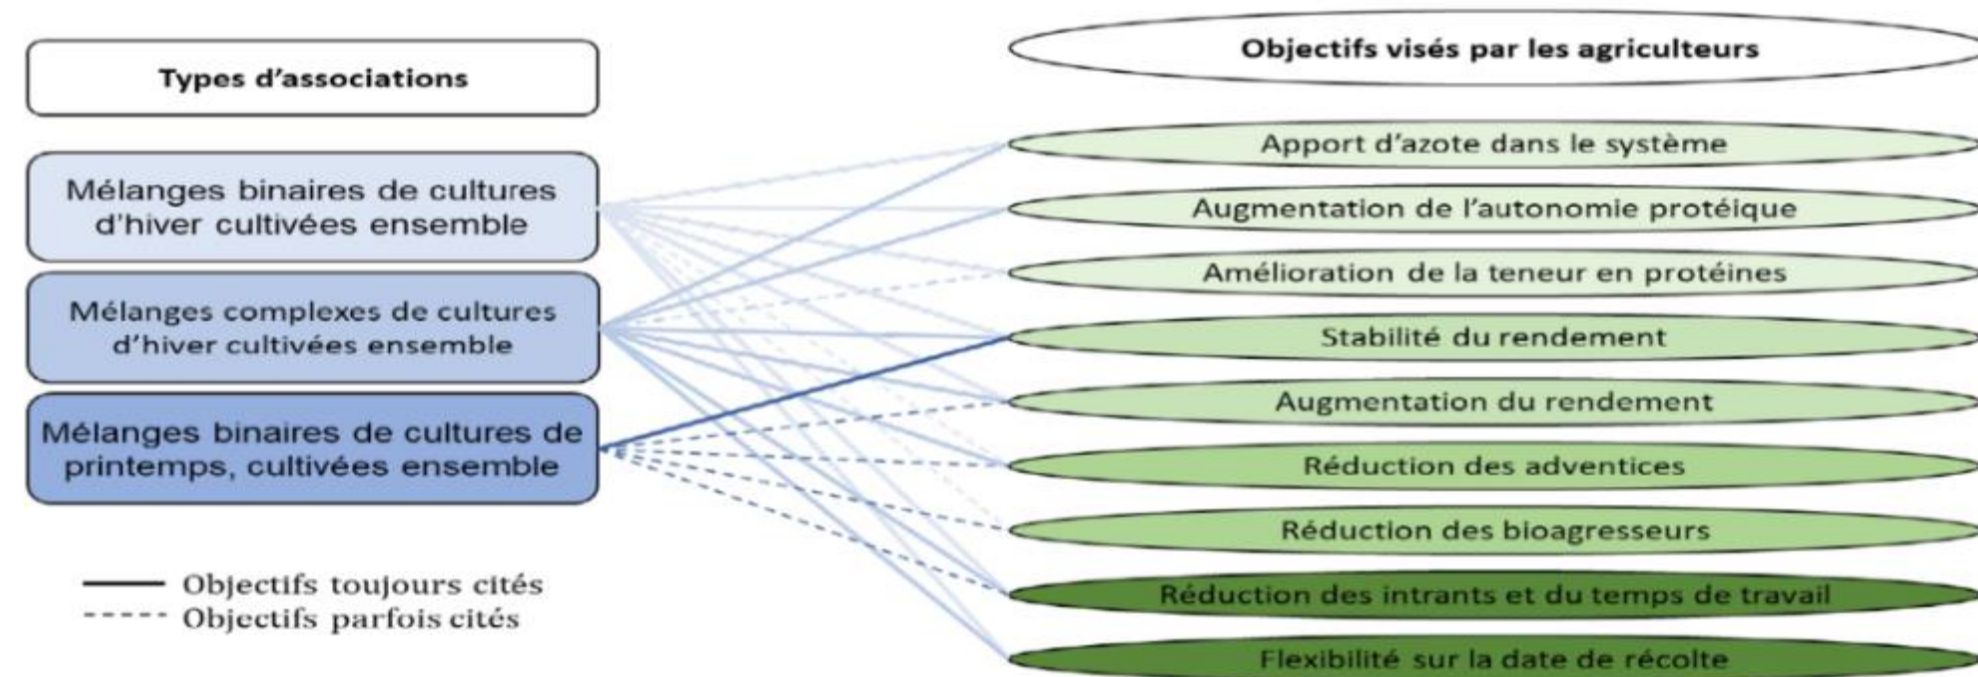 Types d'associations
Mélanges binaires de cultures
d'hiver cultivées ensemble
Mélanges complexes de cultures
d'hiver cultivées ensemble
Mélanges binaires de cultures de
printemps, cultivées ensemble
Objectifs toujours cités
Objectifs parfois cités
Objectifs visés par les agriculteurs
Apport d'azote dans le système
Augmentation de l'autonomie protéique
Amélioration de la teneur en protéines
Stabilité du rendement
Augmentation du rendement
Réduction des adventices
Réduction des bioagresseurs
Réduction des intrants et du temps de travail
Flexibilité sur la date de récolte